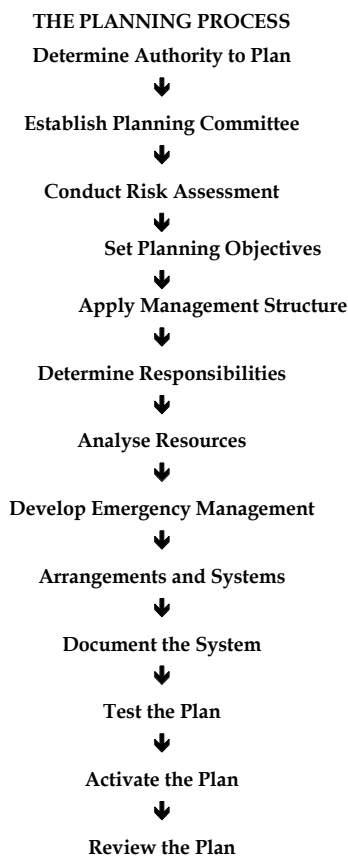 THE PLANNING PROCESS
Determine Authority to Plan
Establish Planning Committee
Conduct Risk Assessment
Set Planning Objectives
Apply Management Structure
Determine Responsibilities
Analyse Resources
Develop Emergency Management
Arrangements and Systems
Document the System
Test the Plan
Activate the Plan
Review the Plan